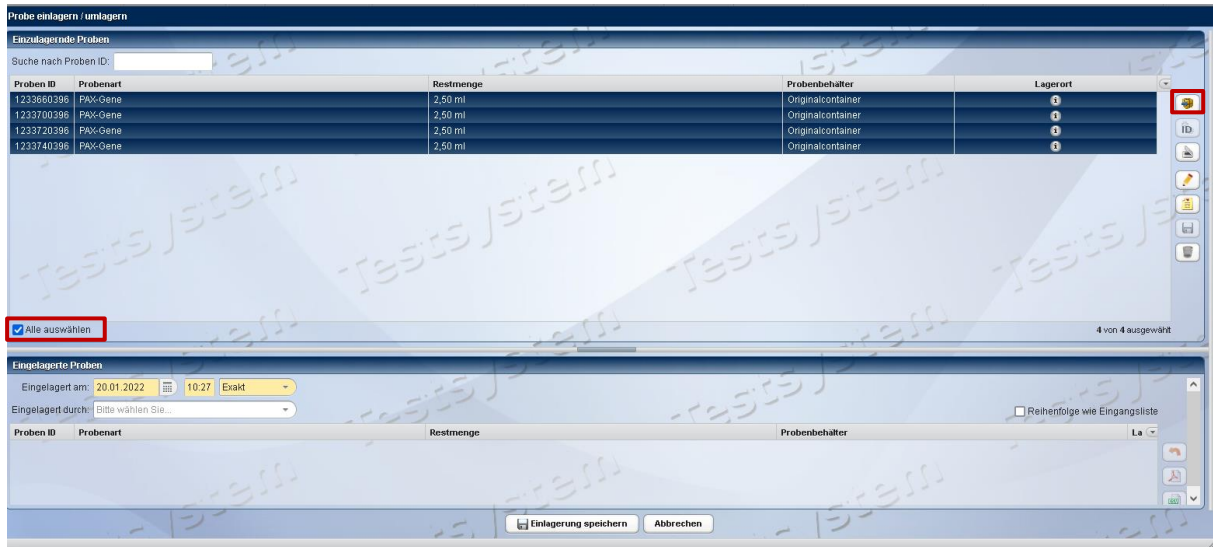 Probe einlagern / umlagern
Einzulagernde Proben
Suche nach Proben ID:
Proben ID Probenart Restmenge Probenbehälter Lagerort
1233660396 PAX-Gene 2,50 ml Originalcontainer
1233700396 PAX-Gene 2,50 ml Originalcontainer
1233720396 PAX-Gene 2,50 ml Originalcontainer
1233740396 PAX-Gene 2,50 ml Originalcontainer
ID
Alle auswählen 4 von 4 ausgewählt
Eingelagerte Proben
Eingelagert am: 20.01.2022 10:27 Exakt
Eingelagert durch: Bitte wählen Sie... Reihenfolge wie Eingangsliste
Proben ID Probenart Restmenge Probenbehälter La
Einlagerung speichern Abbrechen